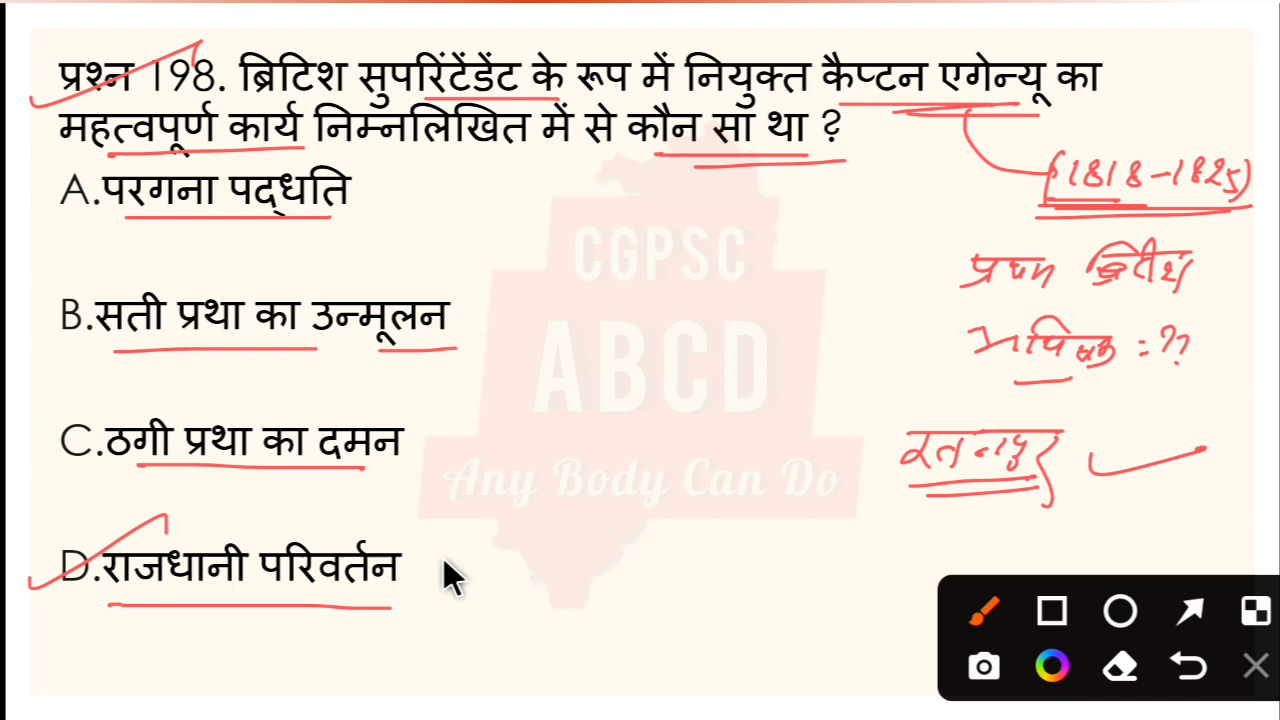 प्रश्न 198. ब्रिटिश सुपरिंटेंडेंट के रूप में नियुक्त कैप्टन एगेन्यू का
महत्वपूर्ण कार्य निम्नलिखित में से कौन सा था ?
(1818-1825)
A.परगना पद्धति
CGPSC
प्रथम द्वितीय
B.सती प्रथा का उन्मूलन
= ??
ABCD
C.ठगी प्रथा का दमन
रतनपुर
Any Body Can Do
D.राजधानी परिवर्तन